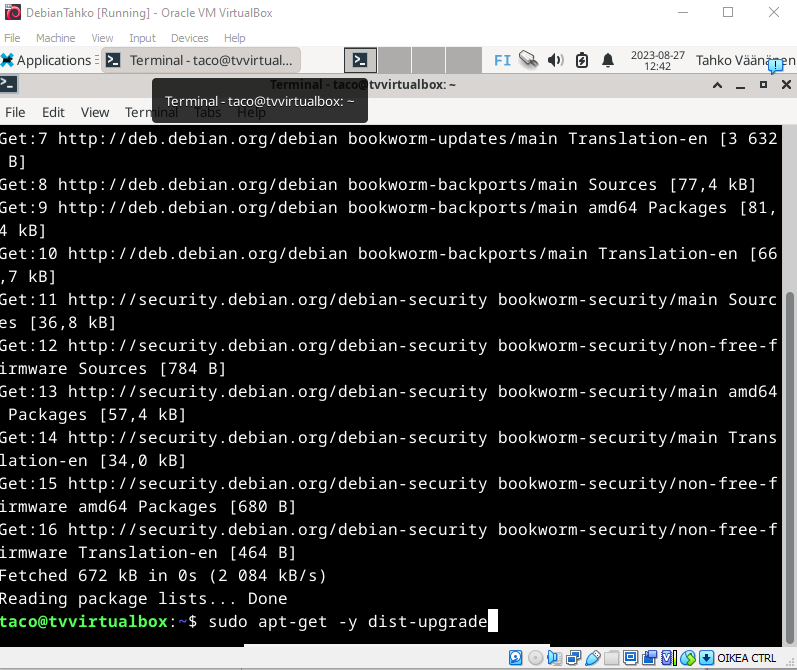 DebianTahko [Running] - Oracle VM VirtualBox
File Machine View Input Devices Help
Applications Terminal - taco@tvvirtual... FI 2023-08-27 12:42 Tahko Väänänen
Terminal - taco@tvvirtualbox: ~
Terminal - taco@tvvirtualbox: ~
File Edit View Terminal Tabs Help
Get:7 http://deb.debian.org/debian bookworm-updates/main Translation-en [3 632
B]
Get:8 http://deb.debian.org/debian bookworm-backports/main Sources [77,4 kB]
Get:9 http://deb.debian.org/debian bookworm-backports/main amd64 Packages [81,
4 kB]
Get:10 http://deb.debian.org/debian bookworm-backports/main Translation-en [66
,7 kB]
Get:11 http://security.debian.org/debian-security bookworm-security/main Sourc
es [36,8 kB]
Get:12 http://security.debian.org/debian-security bookworm-security/non-free-f
irmware Sources [784 B]
Get:13 http://security.debian.org/debian-security bookworm-security/main amd64
Packages [57,4 kB]
Get:14 http://security.debian.org/debian-security bookworm-security/main Trans
lation-en [34,0 kB]
Get:15 http://security.debian.org/debian-security bookworm-security/non-free-f
irmware amd64 Packages [680 B]
Get:16 http://security.debian.org/debian-security bookworm-security/non-free-f
irmware Translation-en [464 B]
Fetched 672 kB in 0s (2 084 kB/s)
Reading package lists... Done
taco@tvvirtualbox:~$ sudo apt-get -y dist-upgrade
OIKEA CTRL